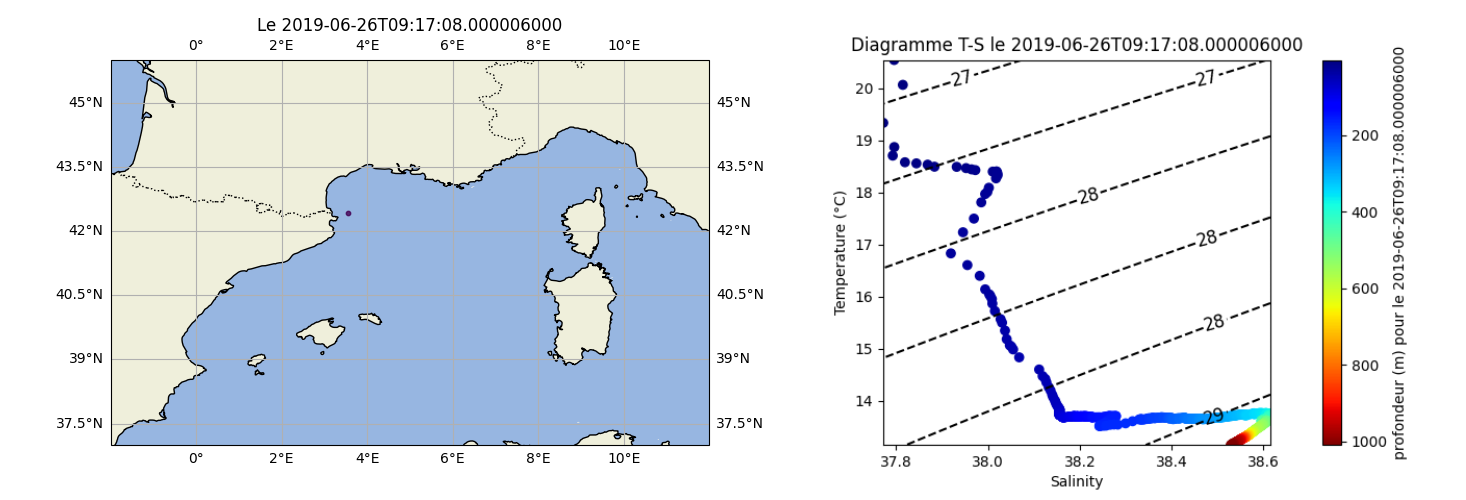 Le 2019-06-26T09:17:08.000006000
0° 2°E 4°E 6°E 8°E 10°E
45°N 45°N
43.5°N 43.5°N
42°N 42°N
40.5°N 40.5°N
39°N 39°N
37.5°N 37.5°N
0° 2°E 4°E 6°E 8°E 10°E
Diagramme T-S le 2019-06-26T09:17:08.000006000
Temperature (°C)
20
19
18
17
16
15
14
27 27
28
28
28
29
37.8 38.0 38.2 38.4 38.6
Salinity
200
400
600
800
1000
profondeur (m) pour le 2019-06-26T09:17:08.000006000